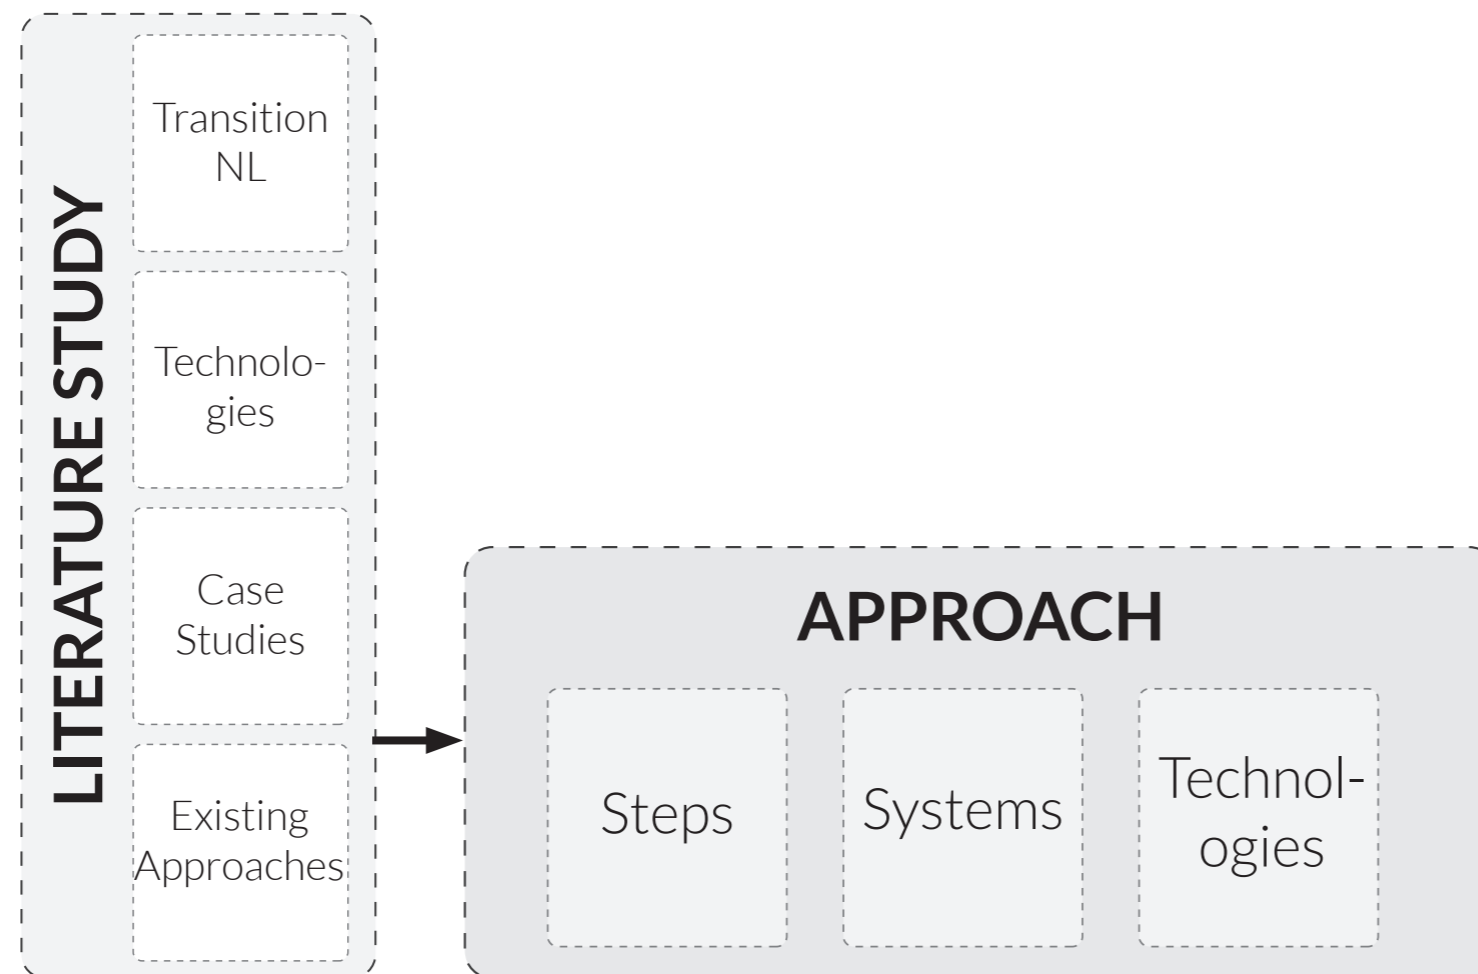 LITERATURE STUDY
Transition
NL
Technolo-
gies
Case
Studies
Existing
Approaches
APPROACH
Steps
Systems
Technol-
ogies